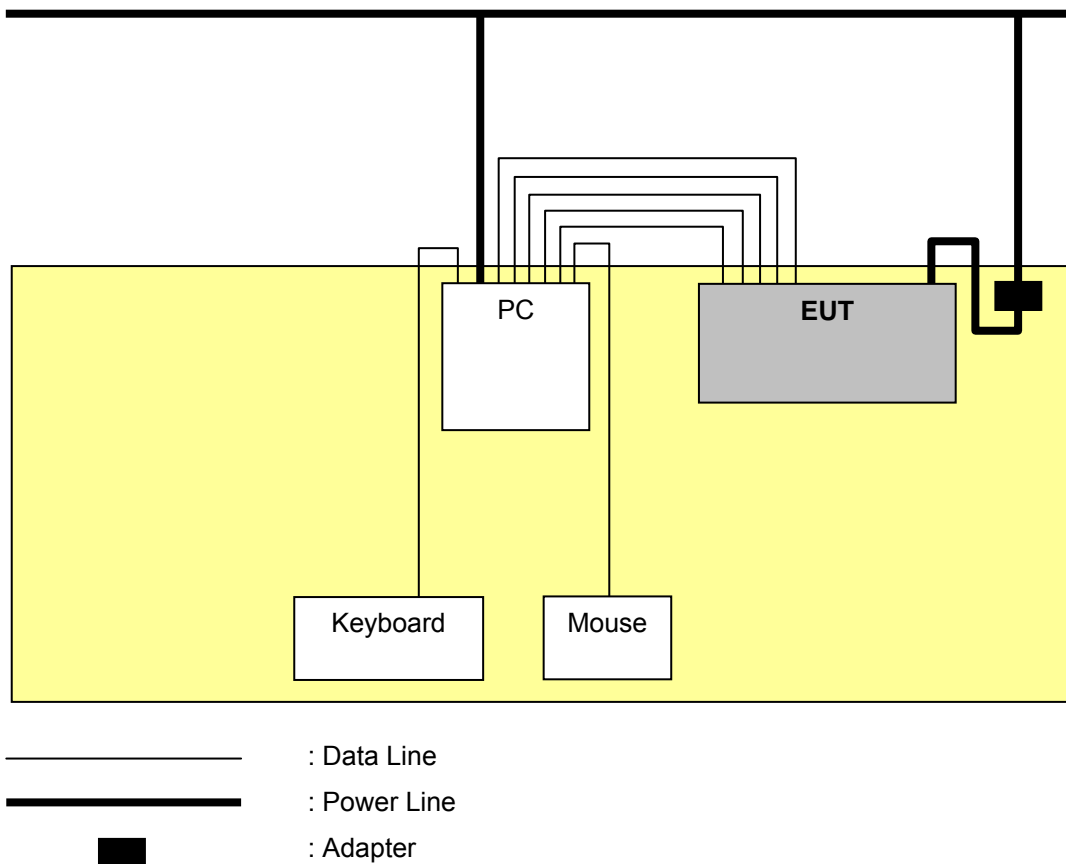 PC
EUT
Keyboard
Mouse
: Data Line
: Power Line
: Adapter